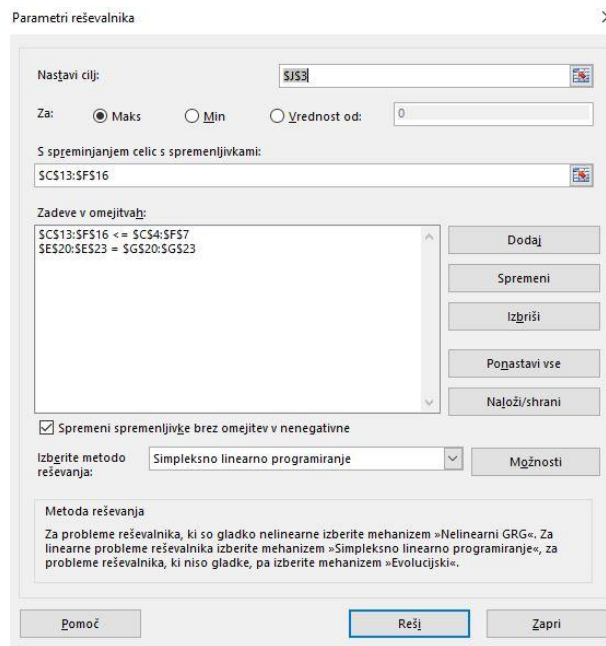 Parametri reševalnika
Nastavi cilj: $J$3
Za: Maks Min Vrednost od: 0
S spreminjanjem celic s spremenljivkami:
$C$13:$F$16
Zadeve v omejitvah:
$C$13:$F$16 <= $C$4:$F$7
$E$20:$E$23 = $G$20:$G$23
Dodaj
Spremeni
Izbriši
Ponastavi vse
Naloži/shrani
Spremeni spremenljivke brez omejitev v nenegativne
Izberite metodo
reševanja:
Simpleksno linearno programiranje
Možnosti
Metoda reševanja
Za probleme reševalnika, ki so gladko nelinearne izberite mehanizem »Nelinearni GRG«. Za
linearne probleme reševalnika izberite mehanizem »Simpleksno linearno programiranje«, za
probleme reševalnika, ki niso gladke, pa izberite mehanizem »Evolucijski«.
Pomoč Reši Zapri